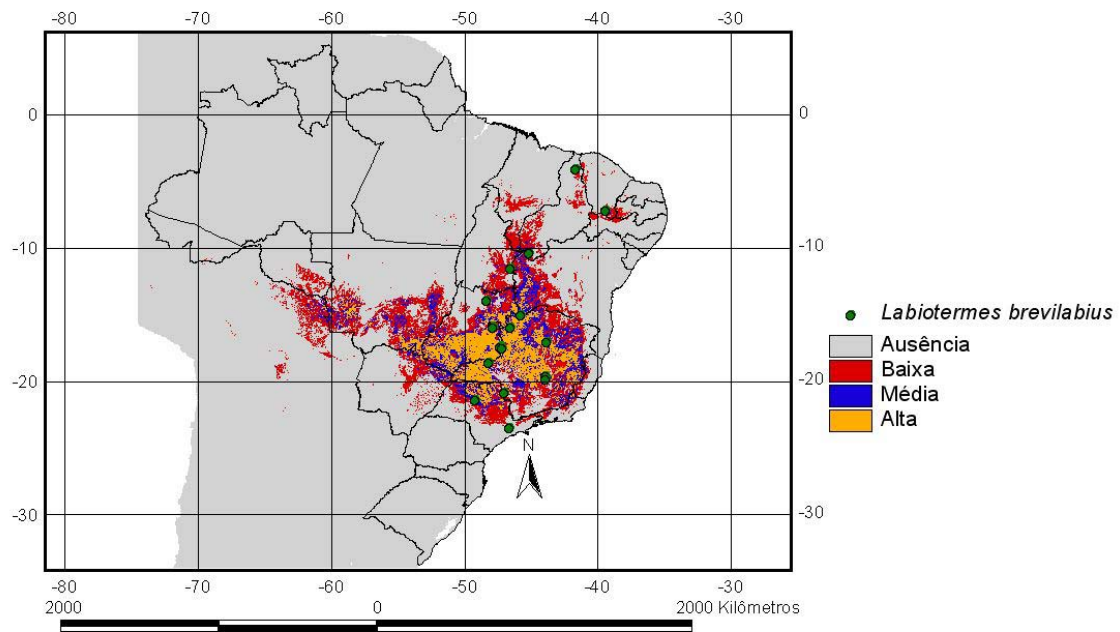 -80 -70 -60 -50 -40 -30
0 0
-10 -10
-20 -20
-30 -30
N
-80 -70 -60 -50 -40 -30
2000 0 2000 Kilômetros
Labiotermes brevilabius
Ausência
Baixa
Média
Alta